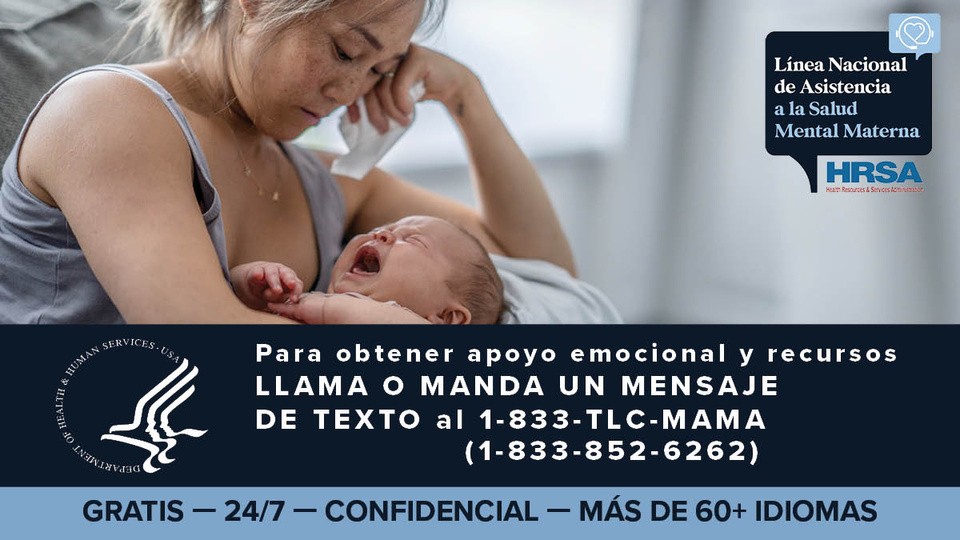 Línea Nacional
de Asistencia
a la Salud
Mental Materna
HRSA
Health Resources & Services Administration
DEPARTMENT OF HEALTH & HUMAN SERVICES · USA
Para obtener apoyo emocional y recursos
LLAMA O MANDA UN MENSAJE
DE TEXTO al 1-833-TLC-MAMA
(1-833-852-6262)
GRATIS — 24/7 — CONFIDENCIAL — MÁS DE 60+ IDIOMAS